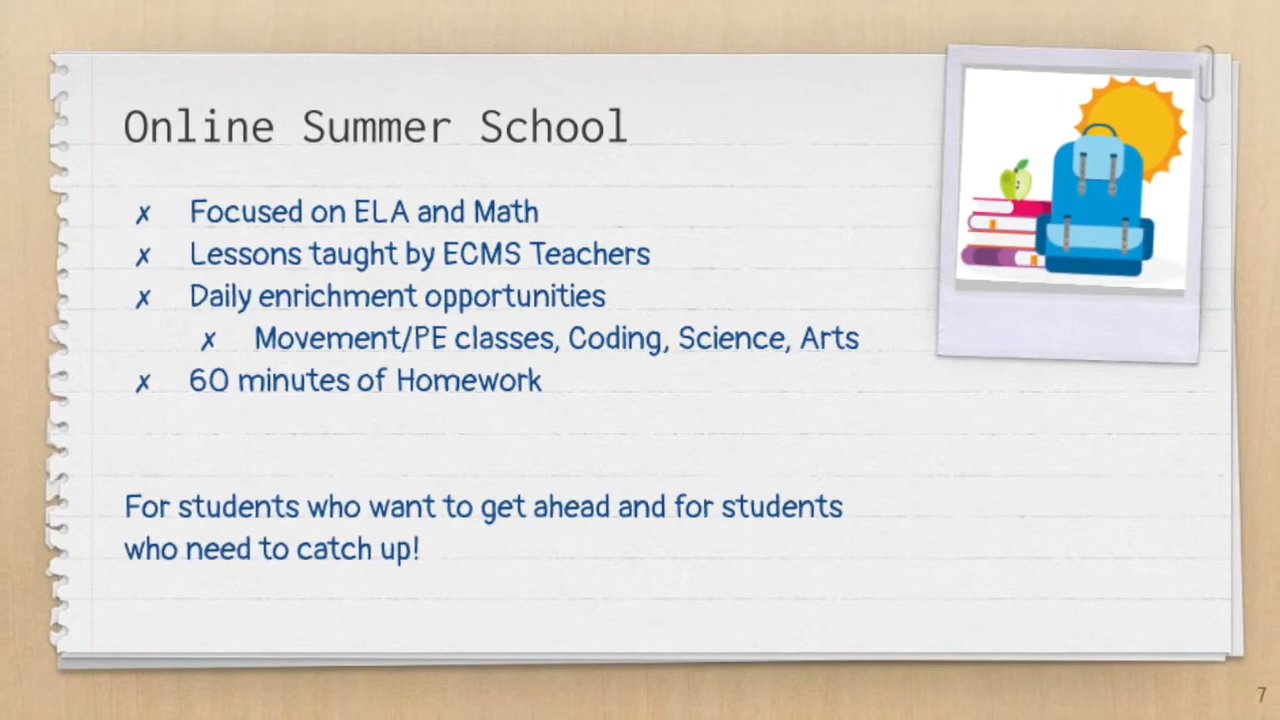 Online Summer School
✗ Focused on ELA and Math
✗ Lessons taught by ECMS Teachers
✗ Daily enrichment opportunities
✗ Movement/PE classes, Coding, Science, Arts
✗ 60 minutes of Homework
For students who want to get ahead and for students
who need to catch up!
7